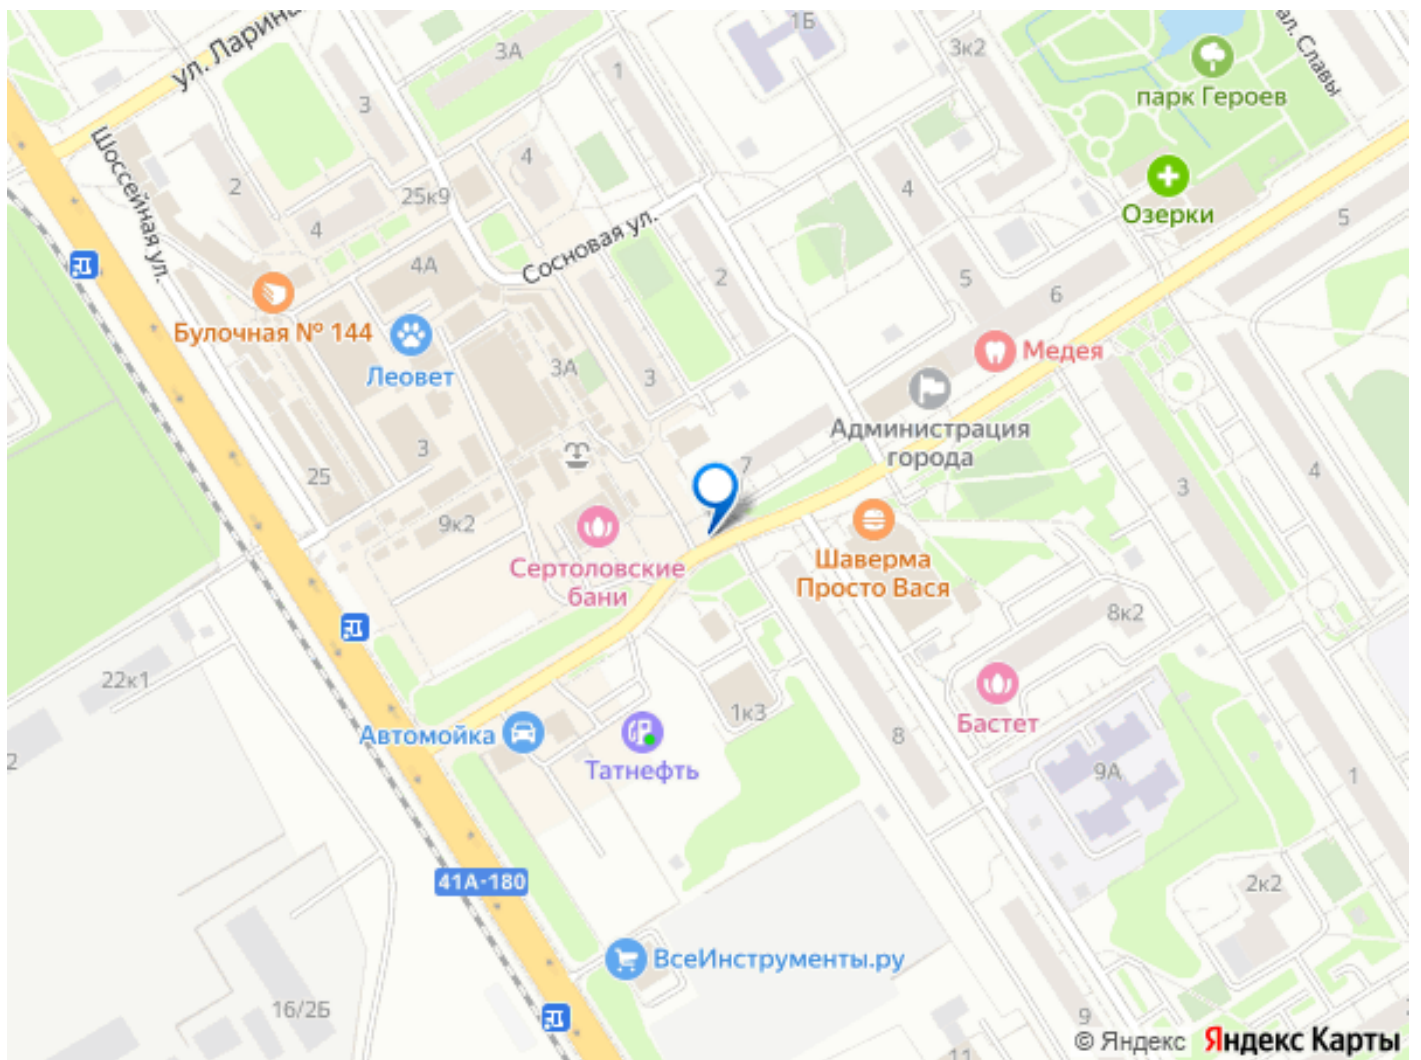 ул. Ларина
3А
1
1Б
3к2
ал. Славы
парк Героев
Шоссейная ул.
3
2
25к9
4
4
Сосновая ул.
4
Озерки
5
4
4А
2
5
6
Булочная № 144
Леовет
3А
3
Медея
Администрация
города
3
25
7
9к2
3
4
Сертоловские
бани
Шаверма
Просто Вася
8к2
22к1
2
1к3
Бастет
Автомойка
Татнефть
8
9А
1
41А-180
2к2
ВсеИнструменты.ру
16/2Б
9
11
© Яндекс Яндекс Карты